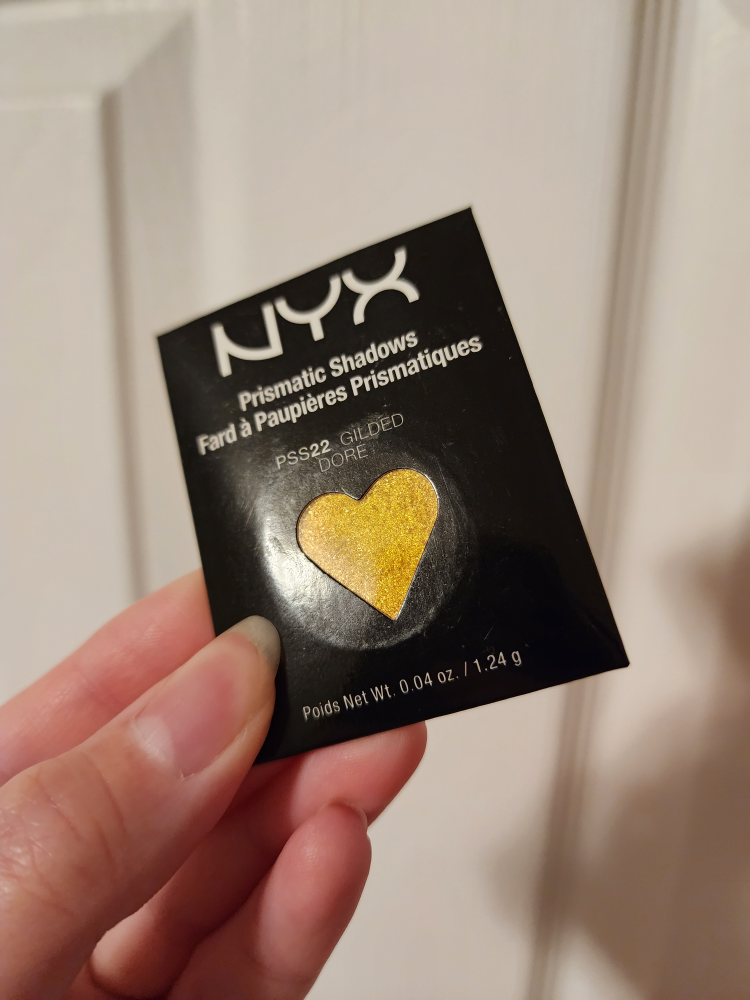 NYX
Prismatic Shadows
Fard à Paupières Prismatiques
PSS22 GILDED
DORE
Poids Net Wt. 0.04 oz. / 1.24 g